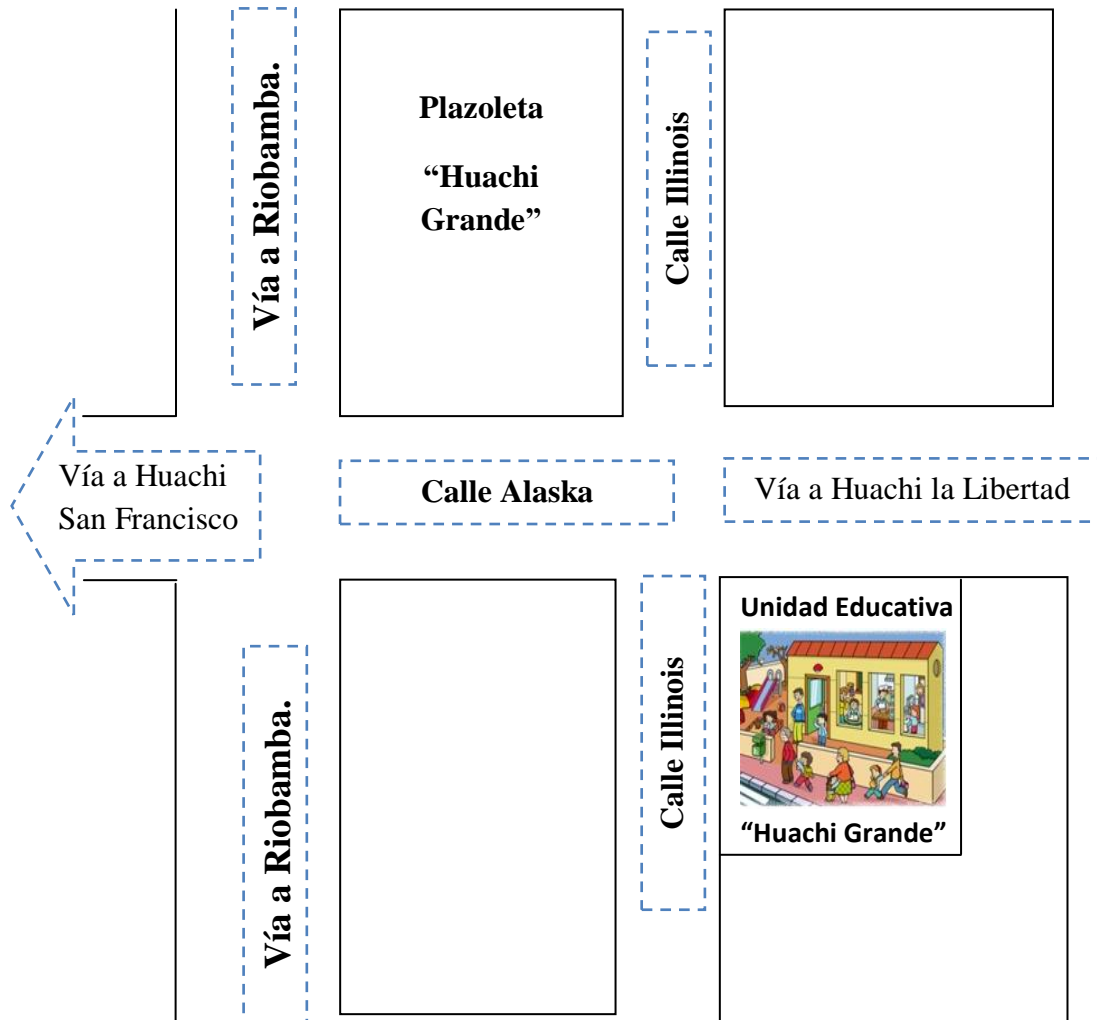 Vía a Riobamba.
Plazoleta
“Huachi
Grande”
Calle Illinois
Vía a Huachi
San Francisco
Calle Alaska
Vía a Huachi la Libertad
Vía a Riobamba.
Calle Illinois
Unidad Educativa
“Huachi Grande”